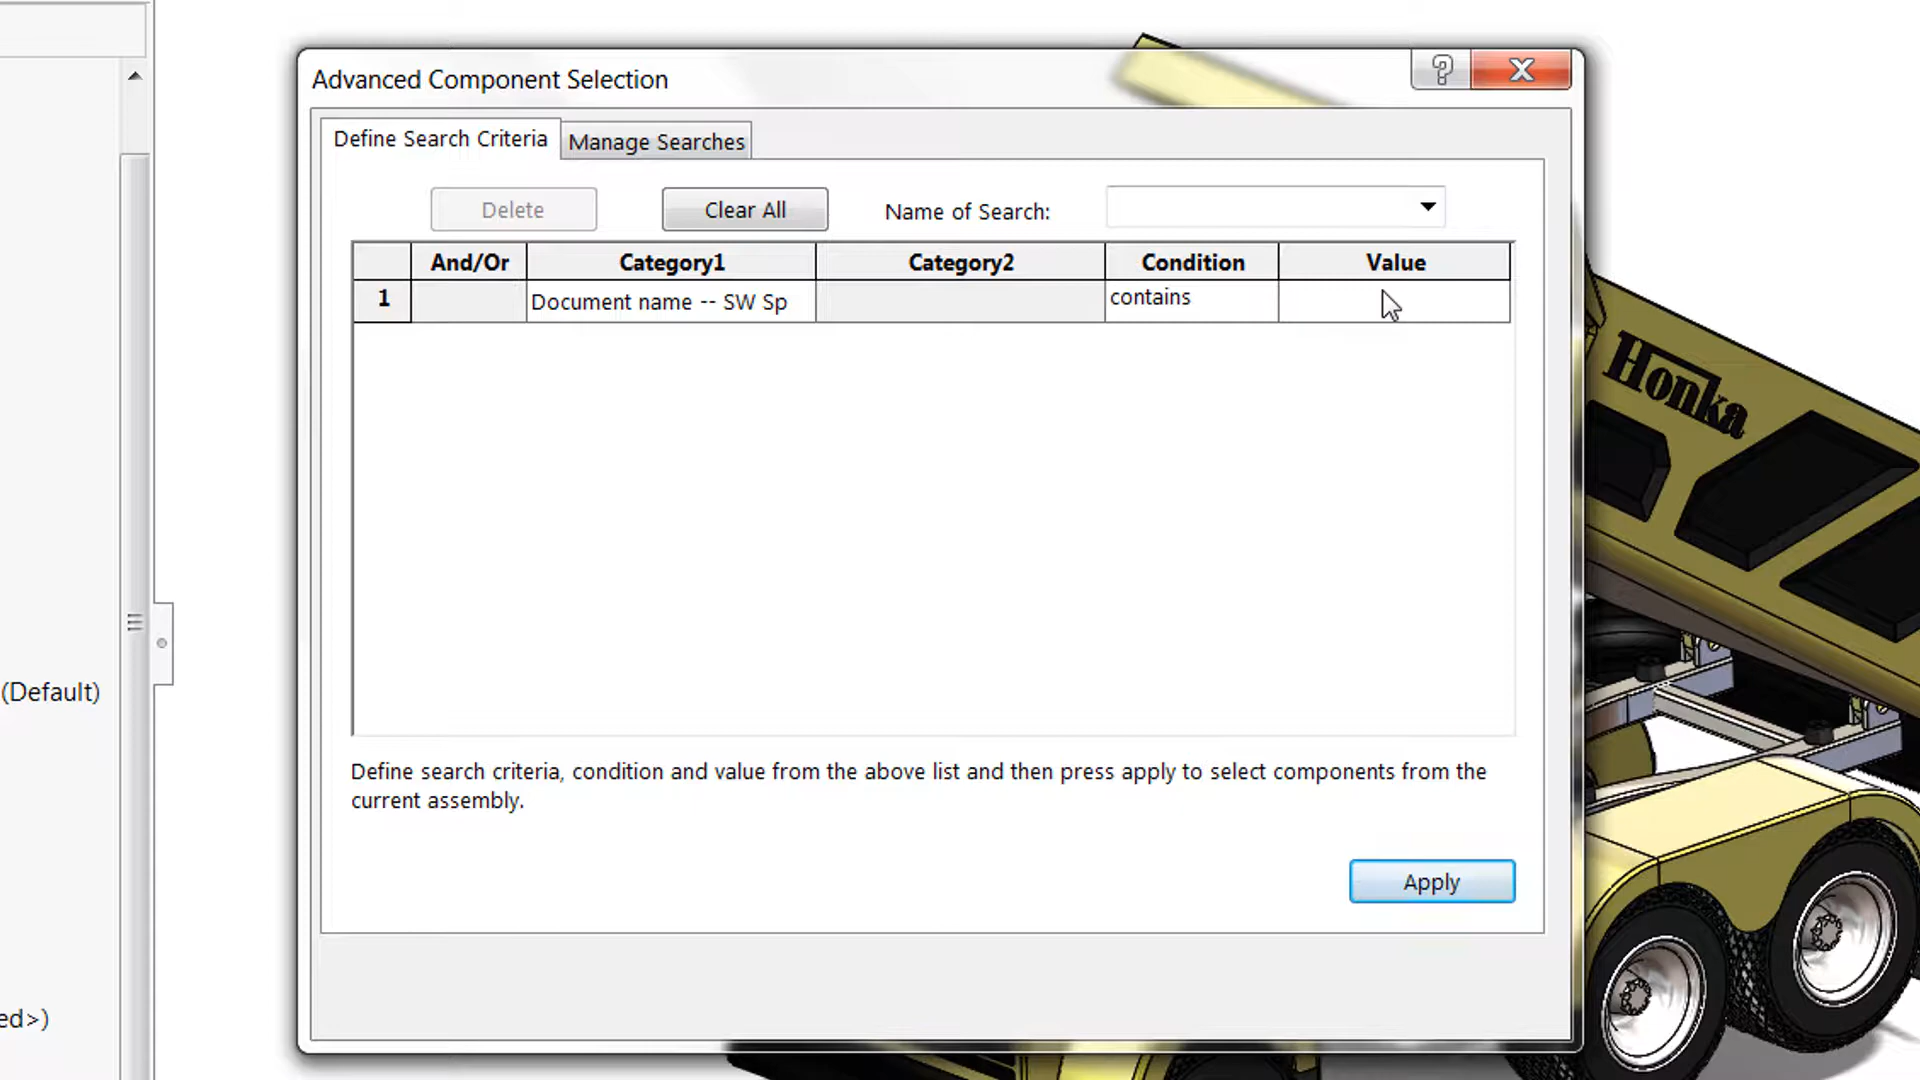 Advanced Component Selection
Define Search Criteria
Manage Searches
Delete
Clear All
Name of Search:
And/Or
Category1
Category2
Condition
Value
1
Document name -- SW Sp
contains
Define search criteria, condition and value from the above list and then press apply to select components from the
current assembly.
Apply
(Default)
ed>)
Honka